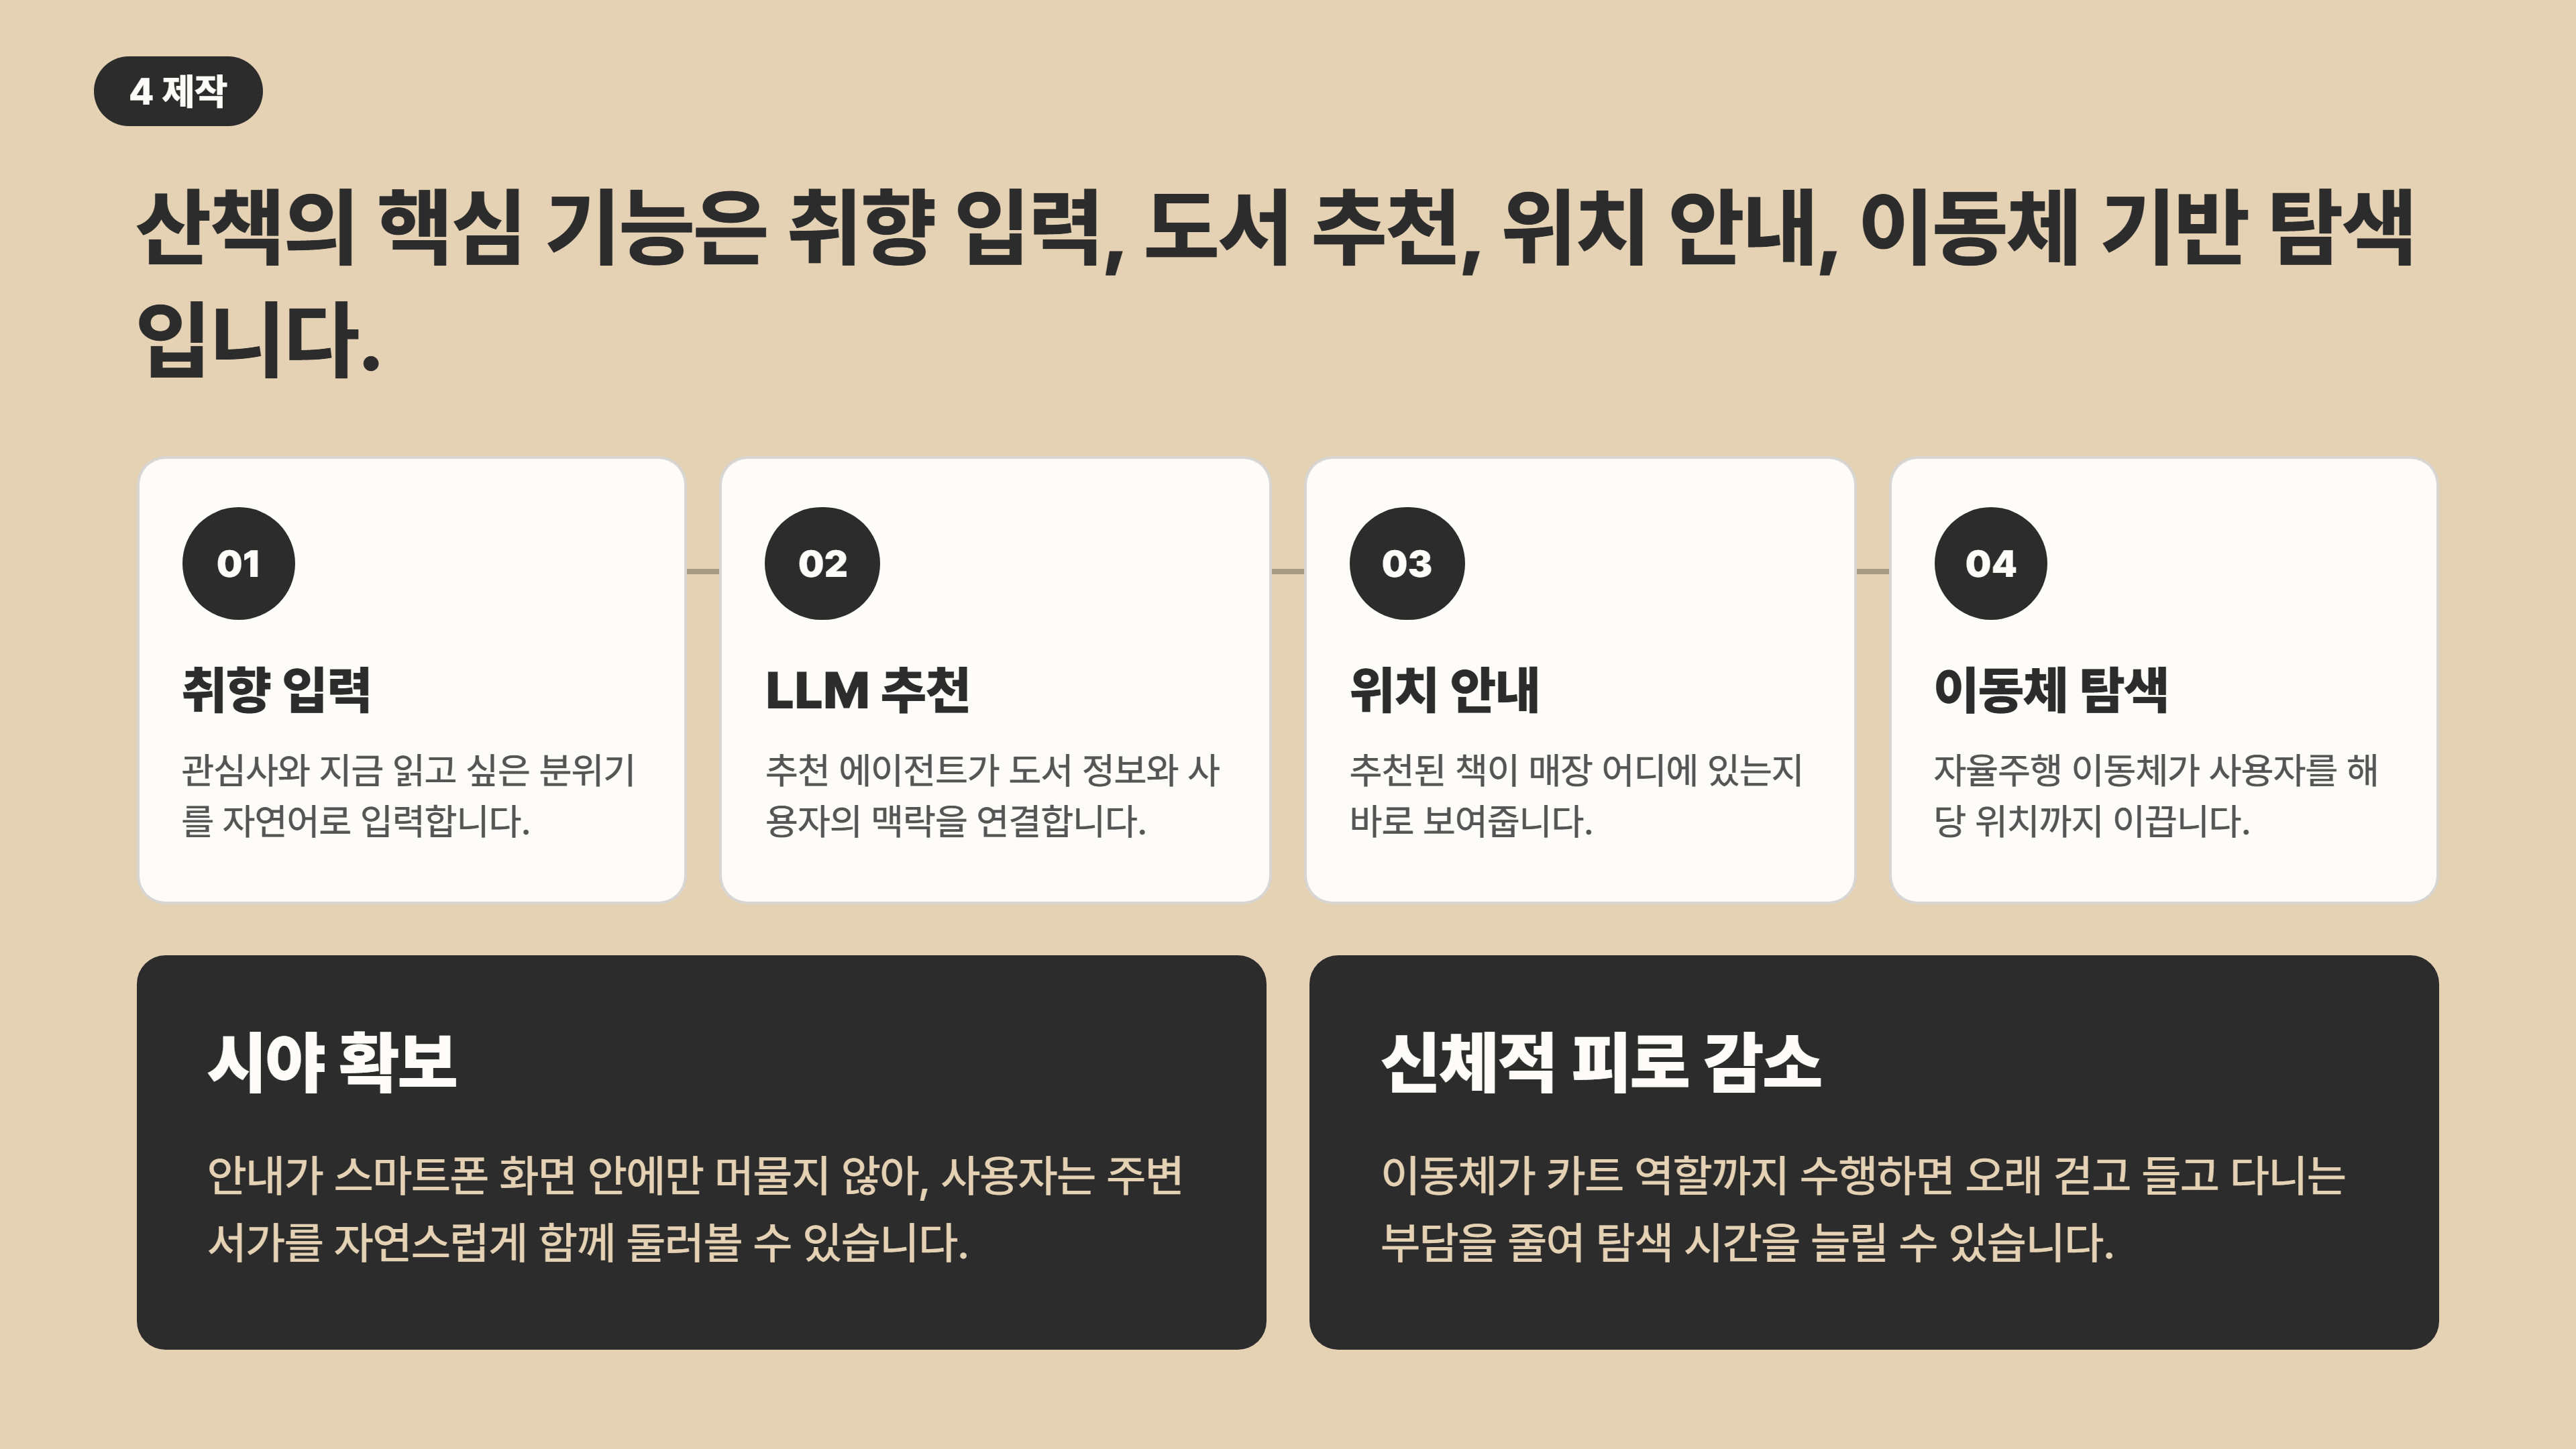 4 제작
산책의 핵심 기능은 취향 입력, 도서 추천, 위치 안내, 이동체 기반 탐색
입니다.
01
취향 입력
관심사와 지금 읽고 싶은 분위기
를 자연어로 입력합니다.
02
LLM 추천
추천 에이전트가 도서 정보와 사
용자의 맥락을 연결합니다.
03
위치 안내
추천된 책이 매장 어디에 있는지
바로 보여줍니다.
04
이동체 탐색
자율주행 이동체가 사용자를 해
당 위치까지 이끕니다.
시야 확보
안내가 스마트폰 화면 안에만 머물지 않아, 사용자는 주변
서가를 자연스럽게 함께 둘러볼 수 있습니다.
신체적 피로 감소
이동체가 카트 역할까지 수행하면 오래 걷고 들고 다니는
부담을 줄여 탐색 시간을 늘릴 수 있습니다.